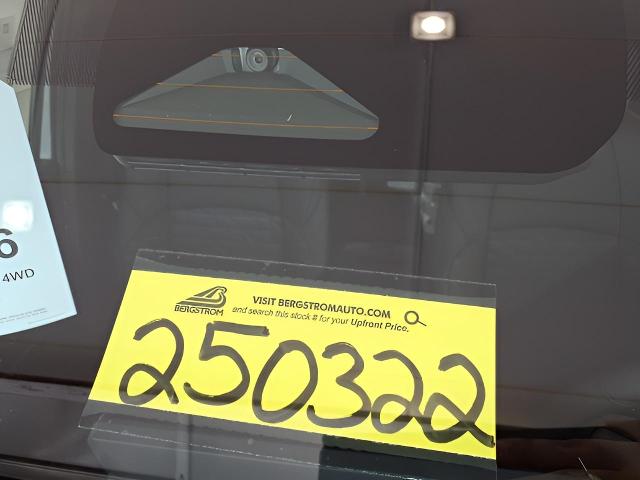 6
4WD
BERGSTROM
VISIT BERGSTROMAUTO.COM
and search this stock # for your Upfront Price.
250322